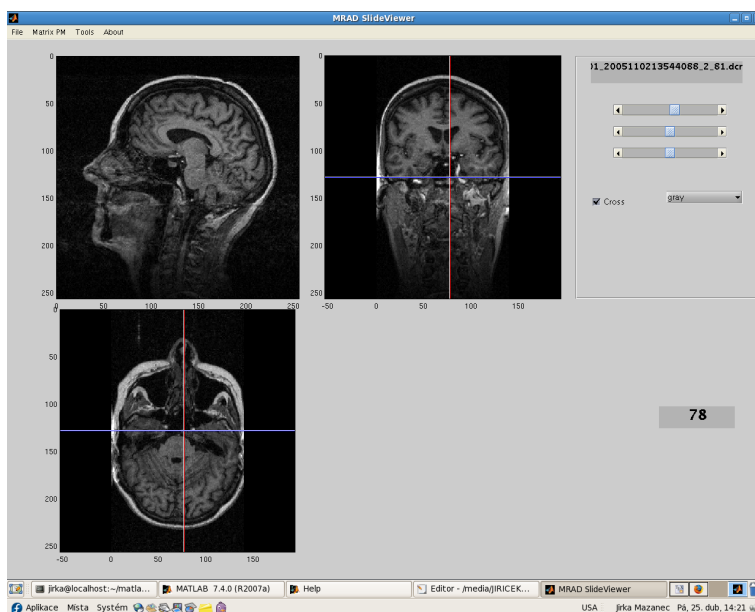 MRAD SlideViewer
File Matrix PM Tools About
0
50
100
150
200
250
0 50 100 150 200 250
0
50
100
150
200
250
-50 0 50 100 150
)1_2005110213544066_2_61.dcr
Cross
gray
0
50
100
150
200
250
-50 0 50 100 150
78
jirka@localhost:~/matla... MATLAB 7.4.0 (R2007a) Help Editor - /media/JIRICEK... MRAD SlideViewer
Aplikace Místa Systém USA Jirka Mazanec Pá, 25. dub, 14:21